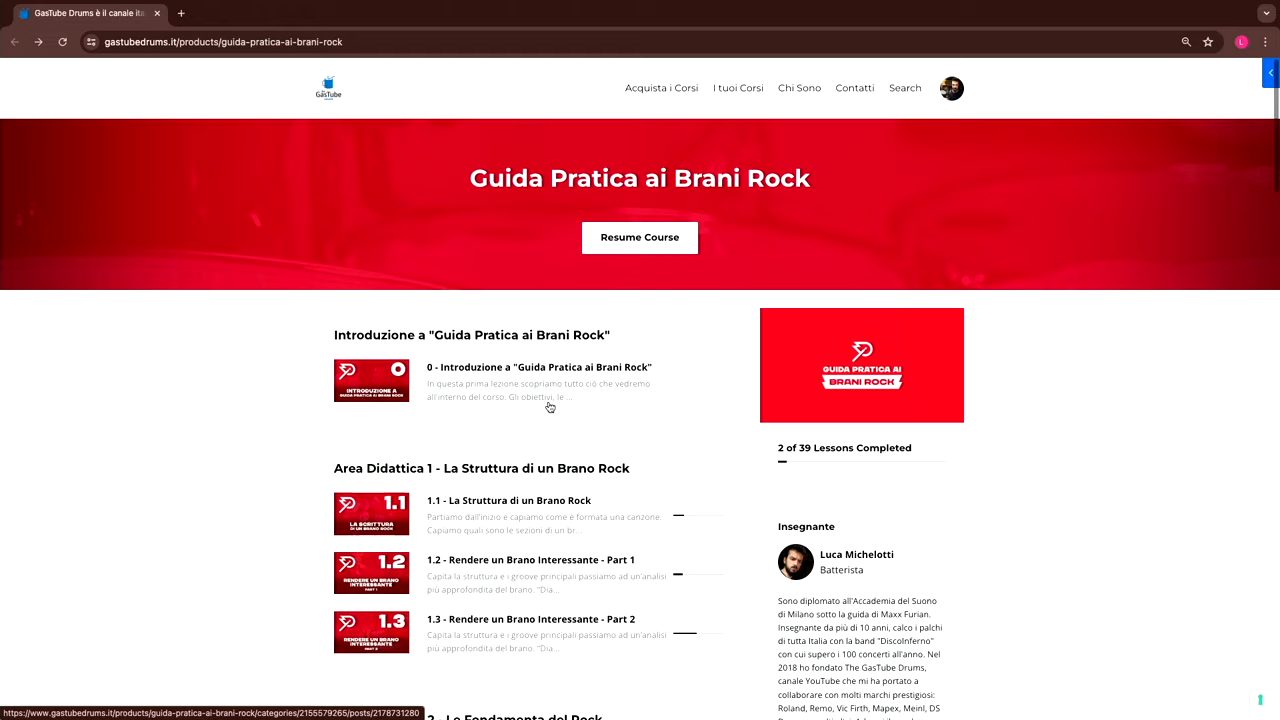 GasTube Drums è il canale ita
gastubedrums.it/products/guida-pratica-ai-brani-rock
L
GasTube
Acquista i Corsi
I tuoi Corsi
Chi Sono
Contatti
Search
Guida Pratica ai Brani Rock
Resume Course
Introduzione a "Guida Pratica ai Brani Rock"
0
INTRODUZIONE A
GUIDA PRATICA AI BRANI ROCK
0 - Introduzione a "Guida Pratica ai Brani Rock"
In questa prima lezione scopriamo tutto ciò che vedremo
all'interno del corso. Gli obiettivi, le ...
GUIDA PRATICA AI
BRANI ROCK
2 of 39 Lessons Completed
Area Didattica 1 - La Struttura di un Brano Rock
1.1
LA SCRITTURA
DI UN BRANO ROCK
1.1 - La Struttura di un Brano Rock
Partiamo dall'inizio e capiamo come è formata una canzone.
Capiamo quali sono le sezioni di un br...
1.2
RENDERE UN BRANO
INTERESSANTE
PART 1
1.2 - Rendere un Brano Interessante - Part 1
Capita la struttura e i groove principali passiamo ad un'analisi
più approfondita del brano. "Dia...
1.3
RENDERE UN BRANO
INTERESSANTE
PART 2
1.3 - Rendere un Brano Interessante - Part 2
Capita la struttura e i groove principali passiamo ad un'analisi
più approfondita del brano. "Dia...
Insegnante
Luca Michelotti
Batterista
Sono diplomato all'Accademia del Suono
di Milano sotto la guida di Maxx Furian.
Insegnante da più di 10 anni, calco i palchi
di tutta Italia con la band "DiscoInferno"
con cui supero i 100 concerti all'anno. Nel
2018 ho fondato The GasTube Drums,
canale YouTube che mi ha portato a
collaborare con molti marchi prestigiosi:
Roland, Remo, Vic Firth, Mapex, Meinl, DS
2 - Le Fondamenta del Rock
https://www.gastubedrums.it/products/guida-pratica-ai-brani-rock/categories/2155579265/posts/2178731280